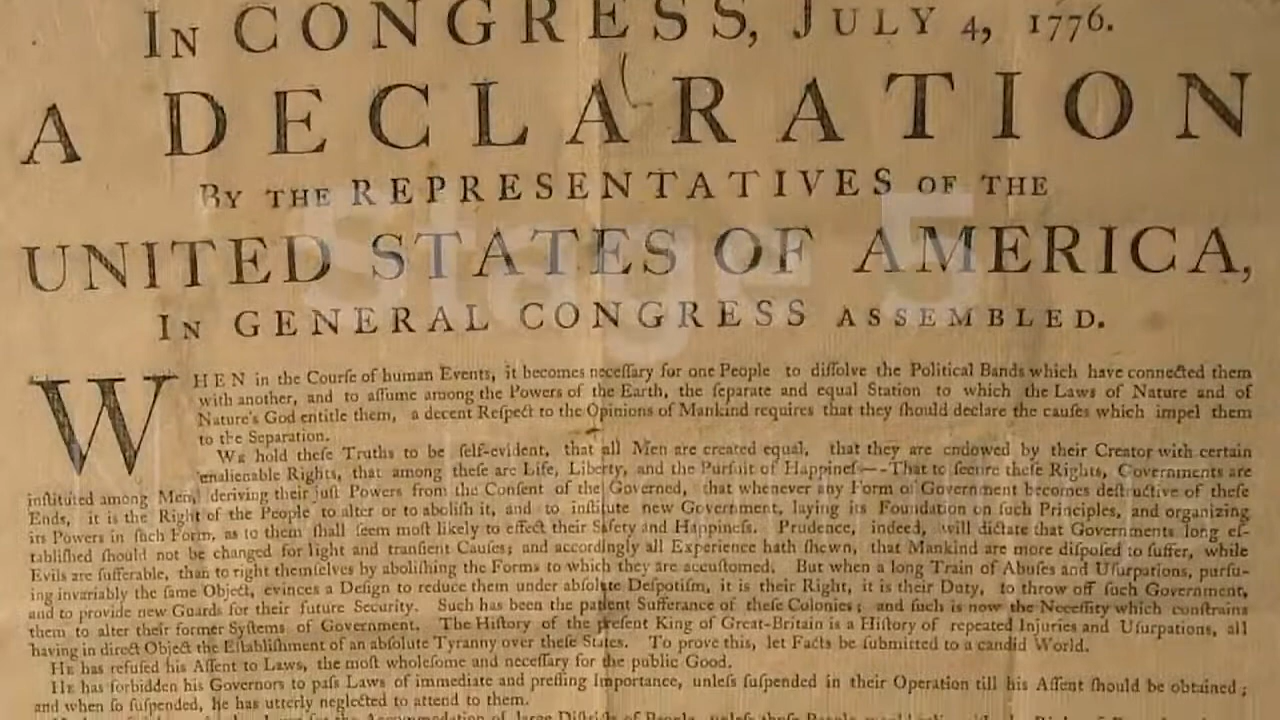 IN CONGRESS, JULY 4, 1776.
A DECLARATION
BY THE REPRESENTATIVES OF THE
Stage 5
UNITED STATES OF AMERICA,
IN GENERAL CONGRESS ASSEMBLED.
WHEN in the Courſe of human Events, it becomes neceſſary for one People to diſſolve the Political Bands which have connected them
with another, and to aſſume among the Powers of the Earth, the ſeparate and equal Station to which the Laws of Nature and of
Nature's God entitle them, a decent Reſpect to the Opinions of Mankind requires that they ſhould declare the cauſes which impel them
to the Separation.
WE hold theſe Truths to be ſelf-evident, that all Men are created equal, that they are endowed by their Creator with certain
unalienable Rights, that among theſe are Life, Liberty, and the Purſuit of Happineſs—-That to ſecure theſe Rights, Governments are
inſtituted among Men, deriving their juſt Powers from the Conſent of the Governed, that whenever any Form of Government becomes deſtructive of theſe
Ends, it is the Right of the People to alter or to aboliſh it, and to inſtitute new Government, laying its Foundation on ſuch Principles, and organizing
its Powers in ſuch Form, as to them ſhall ſeem moſt likely to effect their Safety and Happineſs. Prudence, indeed, will dictate that Governments long eſ-
tabliſhed ſhould not be changed for light and tranſient Cauſes; and accordingly all Experience hath ſhewn, that Mankind are more diſpoſed to ſuffer, while
Evils are ſufferable, than to right themſelves by aboliſhing the Forms to which they are accuſtomed. But when a long Train of Abuſes and Uſurpations, purſu-
ing invariably the ſame Object, evinces a Deſign to reduce them under abſolute Deſpotiſm, it is their Right, it is their Duty, to throw off ſuch Government,
and to provide new Guards for their future Security. Such has been the patient Sufferance of theſe Colonies; and ſuch is now the Neceſſity which conſtrains
them to alter their former Syſtems of Government. The Hiſtory of the preſent King of Great-Britain is a Hiſtory of repeated Injuries and Uſurpations, all
having in direct Object the Eſtabliſhment of an abſolute Tyranny over theſe States. To prove this, let Facts be ſubmitted to a candid World.
HE has refuſed his Aſſent to Laws, the moſt wholeſome and neceſſary for the public Good.
HE has forbidden his Governors to paſs Laws of immediate and preſſing Importance, unleſs ſuſpended in their Operation till his Aſſent ſhould be obtained;
and when ſo ſuſpended, he has utterly neglected to attend to them.